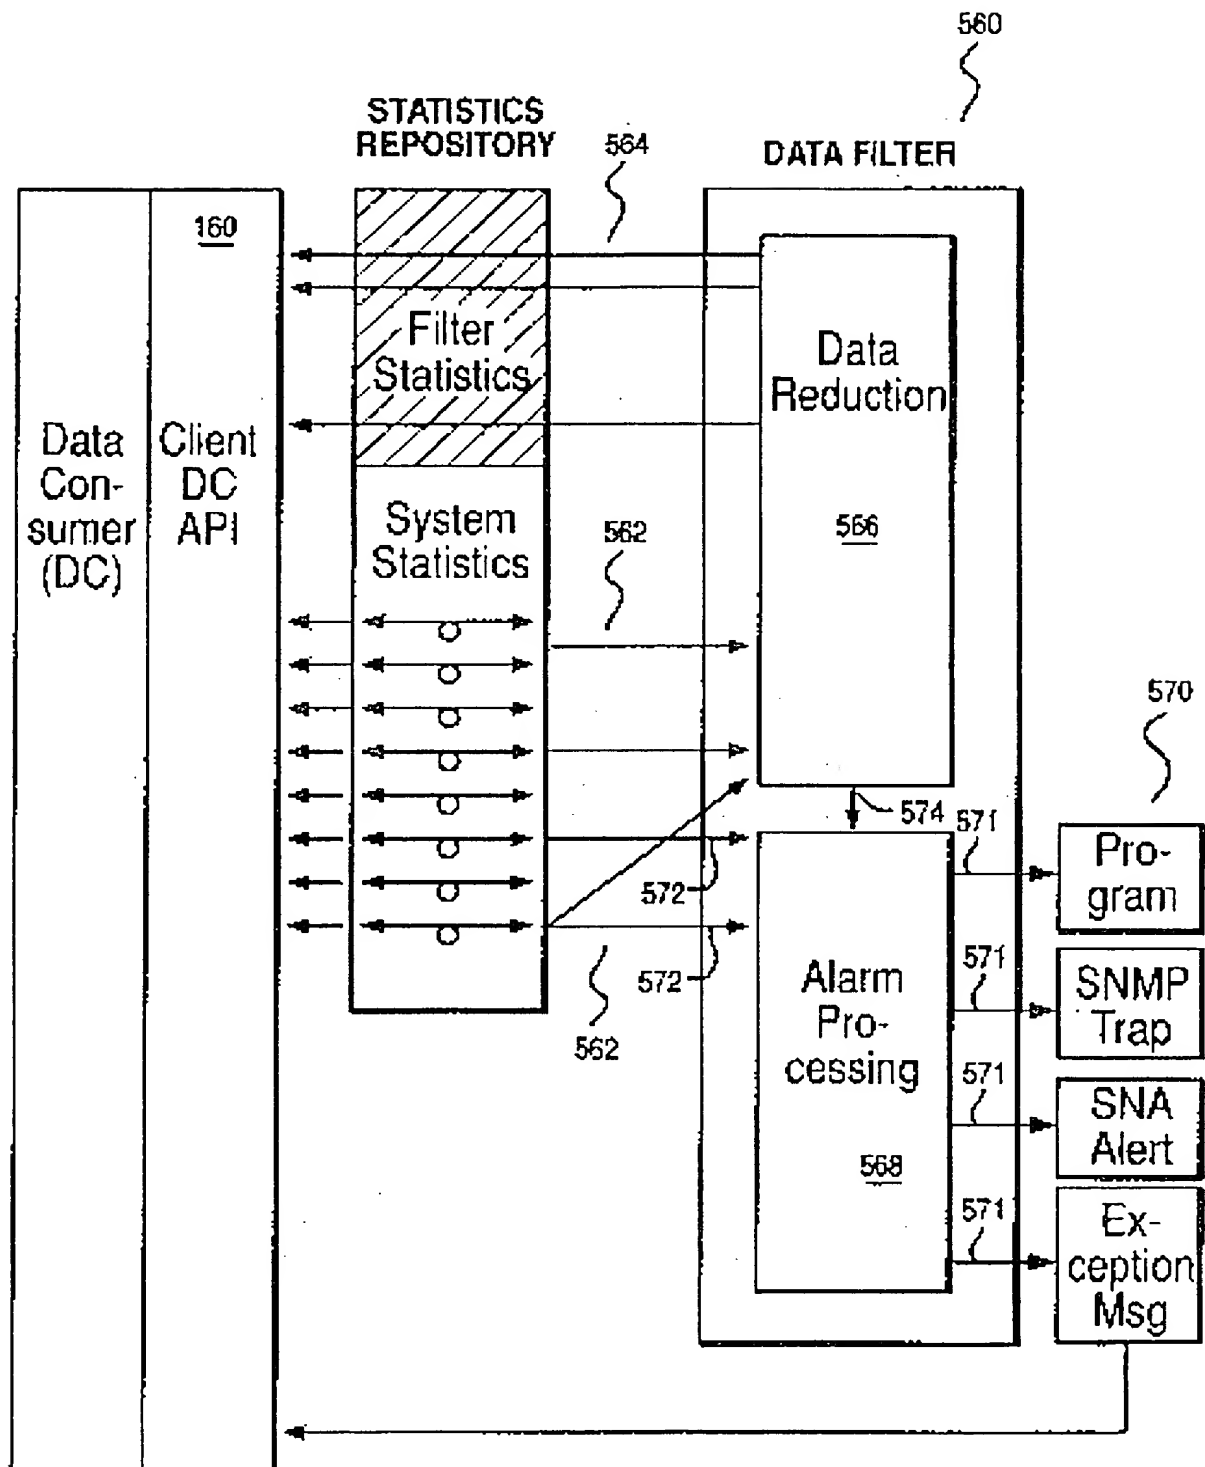 560
STATISTICS
REPOSITORY
564
DATA FILTER
160
Filter
Statistics
Data
Reduction
Data
Con-
sumer
(DC)
Client
DC
API
System
Statistics
562
566
570
574
571
Pro-
gram
572
572
571
SNMP
Trap
Alarm
Pro-
cessing
562
571
SNA
Alert
568
571
Ex-
ception
Msg